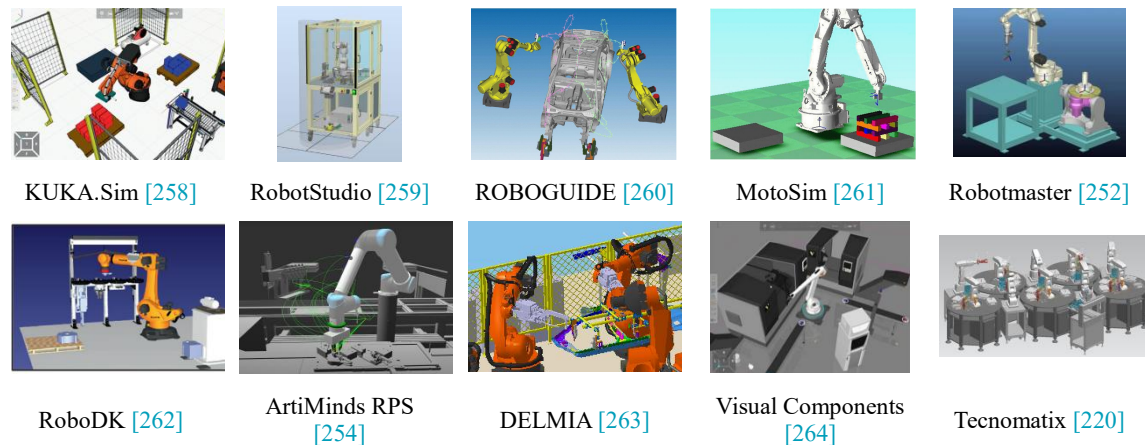 KUKA.Sim [258]
RobotStudio [259]
ROBOGUIDE [260]
MotoSim [261]
Robotmaster [252]
RoboDK [262]
ArtiMinds RPS
[254]
DELMIA [263]
Visual Components
[264]
Tecnomatix [220]